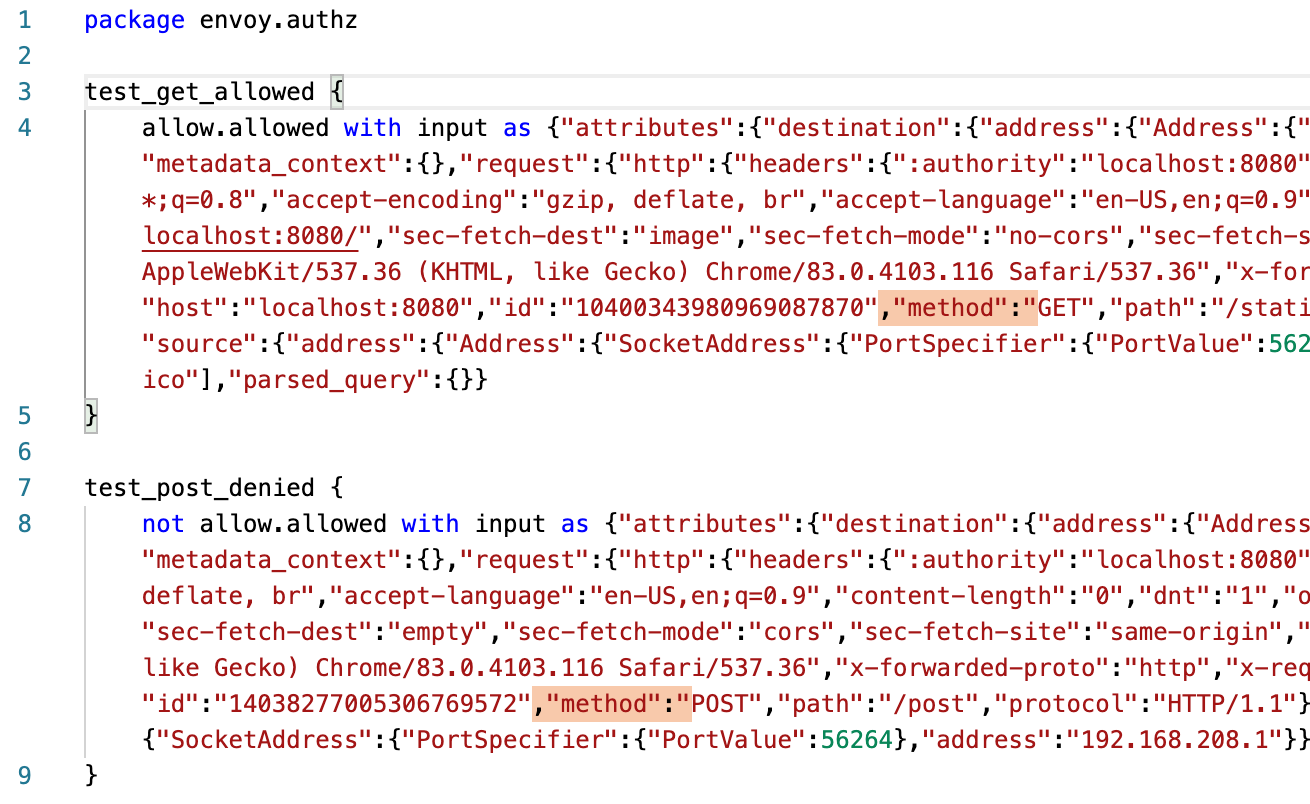 1 package envoy.authz
2
3 test_get_allowed {
4 allow.allowed with input as {"attributes":{"destination":{"address":{"Address":{"
"metadata_context":{},"request":{"http":{"headers":{":authority":"localhost:8080"
*;q=0.8","accept-encoding":"gzip, deflate, br","accept-language":"en-US,en;q=0.9"
localhost:8080/","sec-fetch-dest":"image","sec-fetch-mode":"no-cors","sec-fetch-s
AppleWebKit/537.36 (KHTML, like Gecko) Chrome/83.0.4103.116 Safari/537.36","x-for
"host":"localhost:8080","id":"10400343980969087870","method":"GET","path":"/stati
"source":{"address":{"Address":{"SocketAddress":{"PortSpecifier":{"PortValue":562
ico"],"parsed_query":{}}
5 }
6
7 test_post_denied {
8 not allow.allowed with input as {"attributes":{"destination":{"address":{"Address
"metadata_context":{},"request":{"http":{"headers":{":authority":"localhost:8080"
deflate, br","accept-language":"en-US,en;q=0.9","content-length":"0","dnt":"1","o
"sec-fetch-dest":"empty","sec-fetch-mode":"cors","sec-fetch-site":"same-origin","
like Gecko) Chrome/83.0.4103.116 Safari/537.36","x-forwarded-proto":"http","x-req
"id":"14038277005306769572","method":"POST","path":"/post","protocol":"HTTP/1.1"}
{"SocketAddress":{"PortSpecifier":{"PortValue":56264},"address":"192.168.208.1"}}
9 }